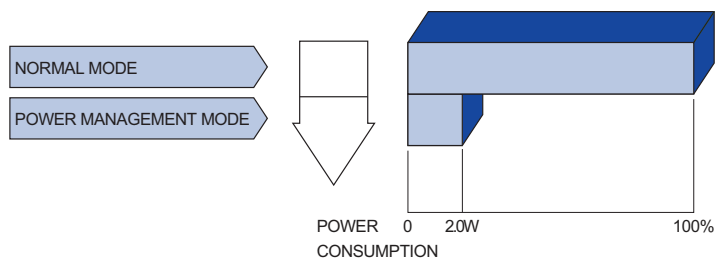 NORMAL MODE
POWER MANAGEMENT MODE
POWER CONSUMPTION
0
2.0W
100%